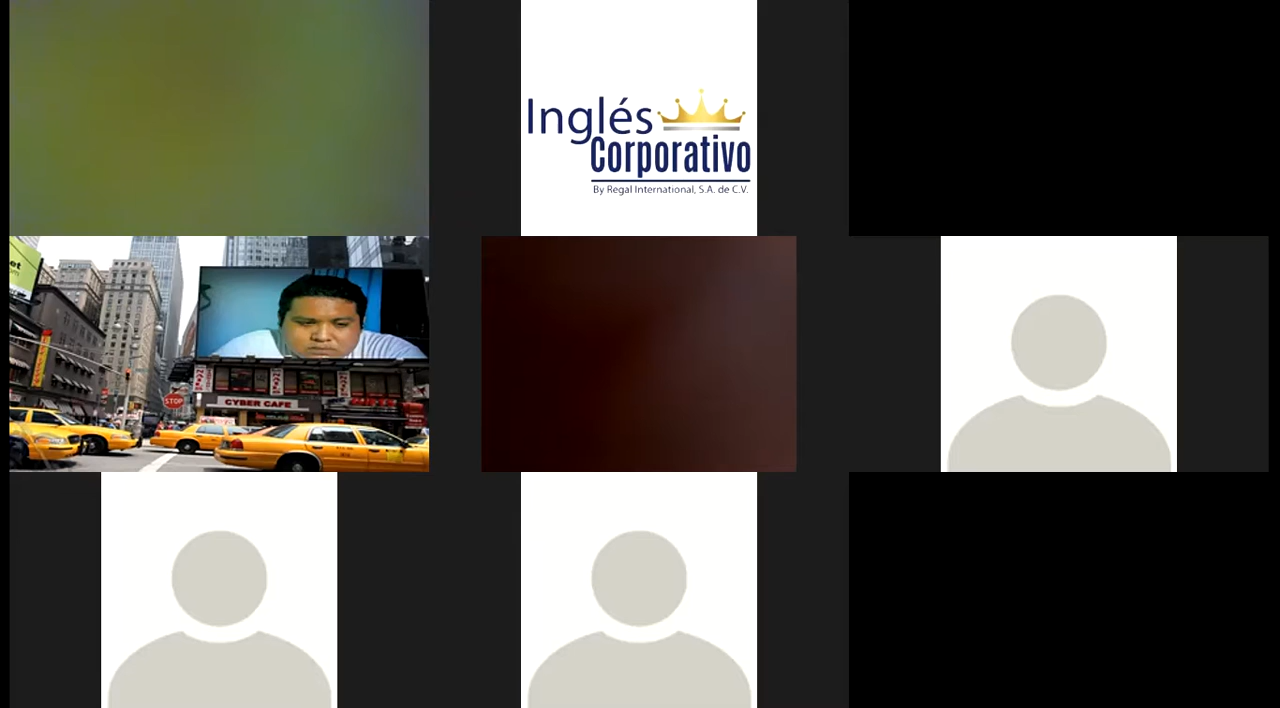 Inglés
Corporativo
By Regal International, S.A. de C.V.
STOP
CYBER CAFE